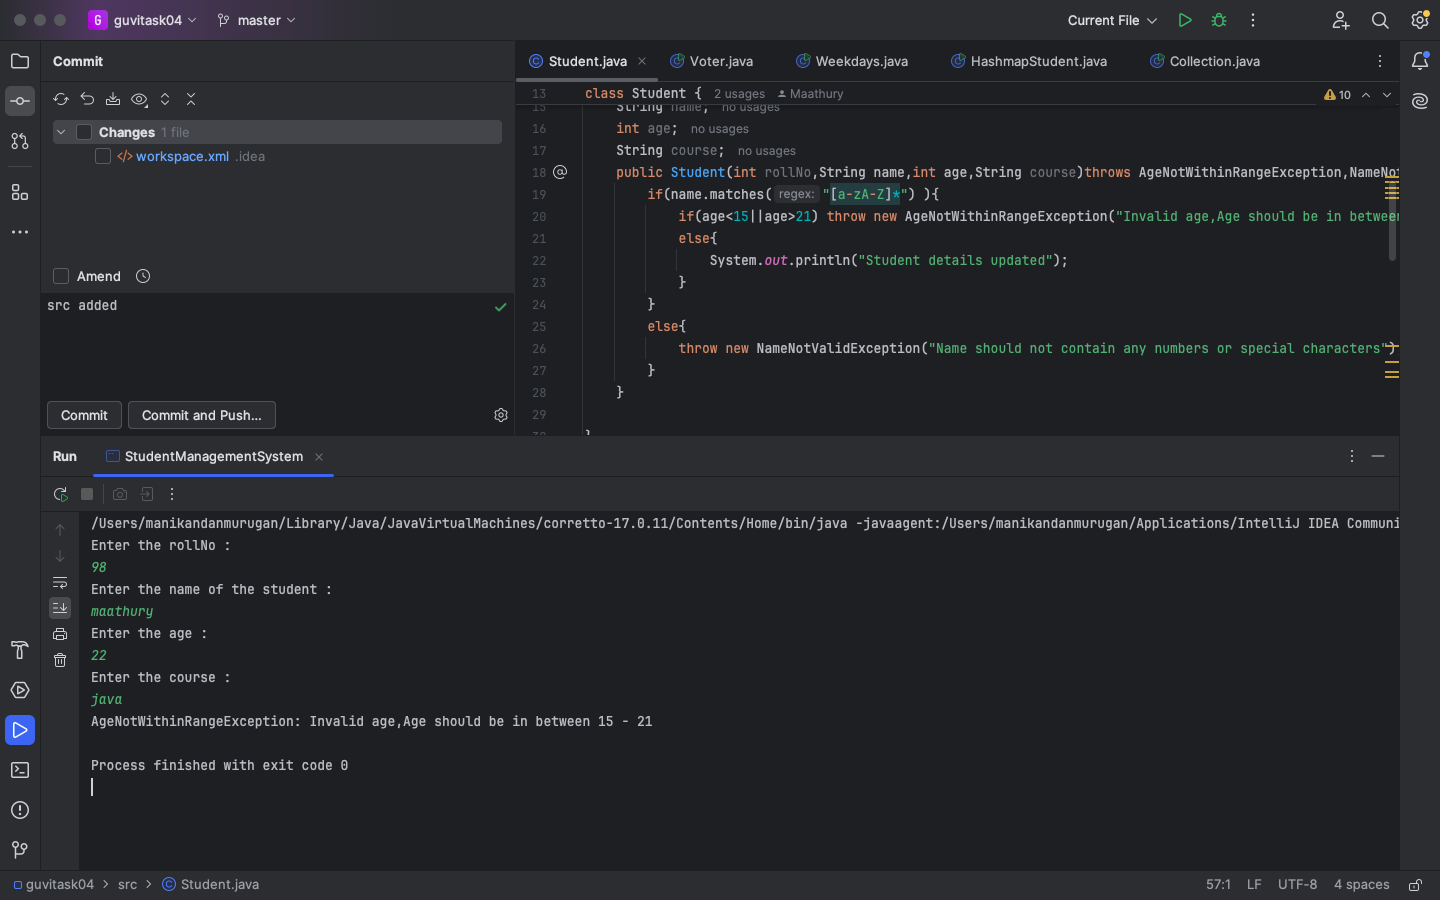 G guvitask04 master Current File
Commit
Student.java Voter.java Weekdays.java HashmapStudent.java Collection.java
Changes 1 file
</> workspace.xml .idea
Amend
src added
Commit Commit and Push...
13 class Student { 2 usages Maathury 10
15 String name; no usages
16 int age; no usages
17 String course; no usages
18 @ public Student(int rollNo,String name,int age,String course)throws AgeNotWithinRangeException,NameNot
19 if(name.matches( regex: "[a-zA-Z]*") ){
20 if(age<15||age>21) throw new AgeNotWithinRangeException("Invalid age,Age should be in between
21 else{
22 System.out.println("Student details updated");
23 }
24 }
25 else{
26 throw new NameNotValidException("Name should not contain any numbers or special characters")
27 }
28 }
29
30 }
Run StudentManagementSystem
/Users/manikandanmurugan/Library/Java/JavaVirtualMachines/corretto-17.0.11/Contents/Home/bin/java -javaagent:/Users/manikandanmurugan/Applications/IntelliJ IDEA Communi
Enter the rollNo :
98
Enter the name of the student :
maathury
Enter the age :
22
Enter the course :
java
AgeNotWithinRangeException: Invalid age,Age should be in between 15 - 21
Process finished with exit code 0
guvitask04 > src > Student.java 57:1 LF UTF-8 4 spaces